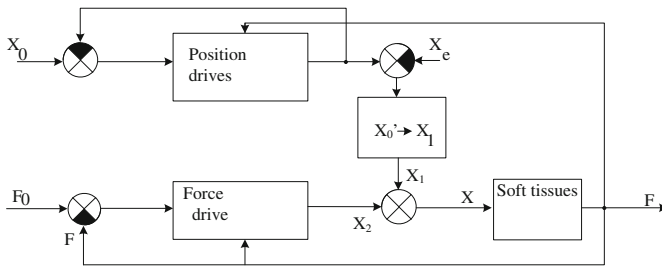 X0
Position
drives
Xe
X0' → X1
X1
F0
F
Force
drive
X2
X
Soft tissues
F